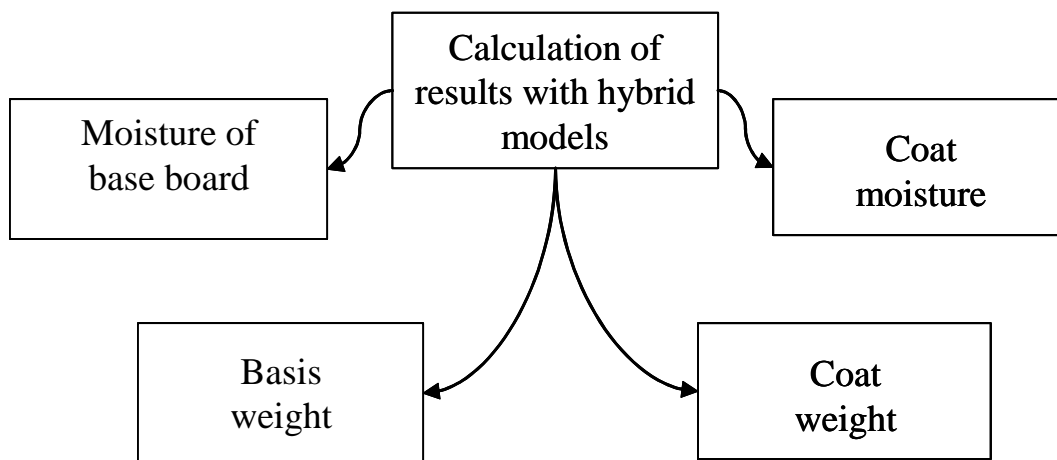 Calculation of
results with hybrid
models
Moisture of
base board
Coat
moisture
Basis
weight
Coat
weight